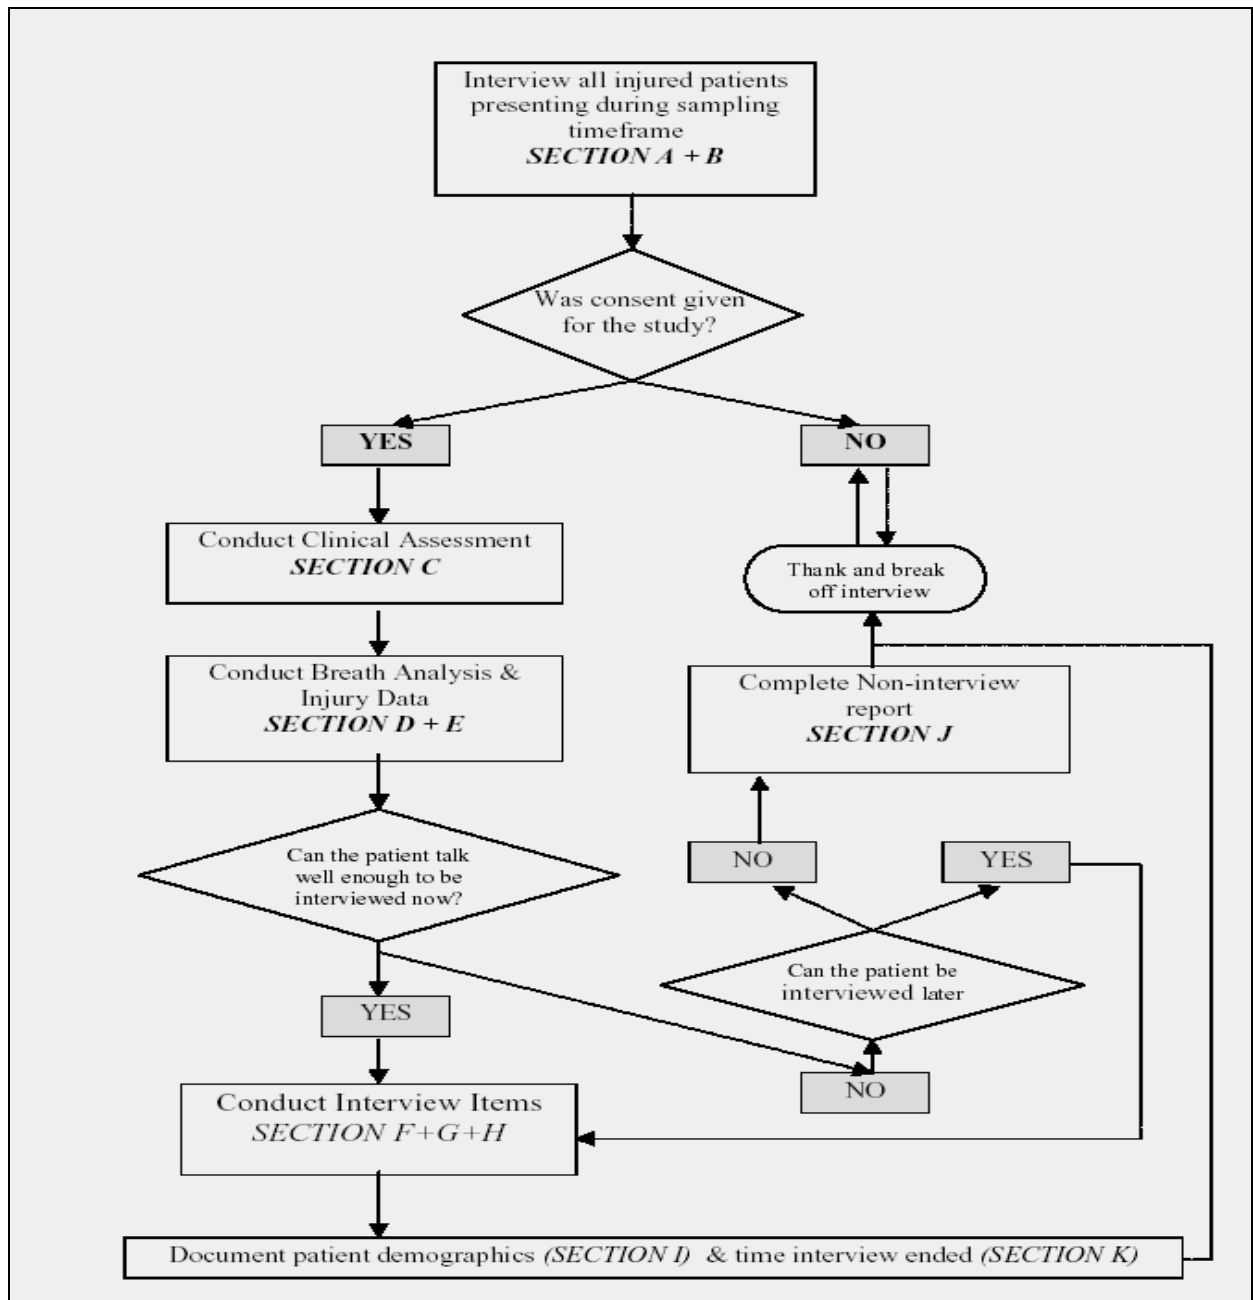 Interview all injured patients
presenting during sampling
timeframe
SECTION A + B
Was consent given
for the study?
YES
NO
Conduct Clinical Assessment
SECTION C
Thank and break
off interview
Conduct Breath Analysis &
Injury Data
SECTION D + E
Complete Non-interview
report
SECTION J
Can the patient talk
well enough to be
interviewed now?
NO
YES
Can the patient be
interviewed later
YES
NO
Conduct Interview Items
SECTION F+G+H
Document patient demographics (SECTION I) & time interview ended (SECTION K)